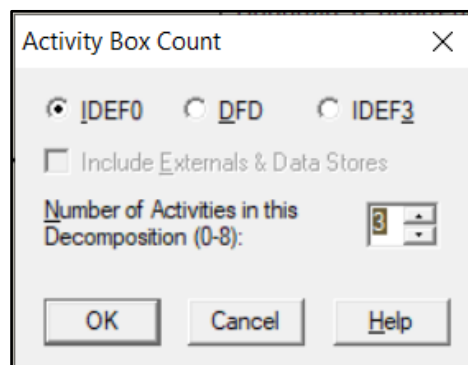 Activity Box Count
IDEF0 DFD IDEF3
Include Externals & Data Stores
Number of Activities in this
Decomposition (0-8):
3
OK Cancel Help